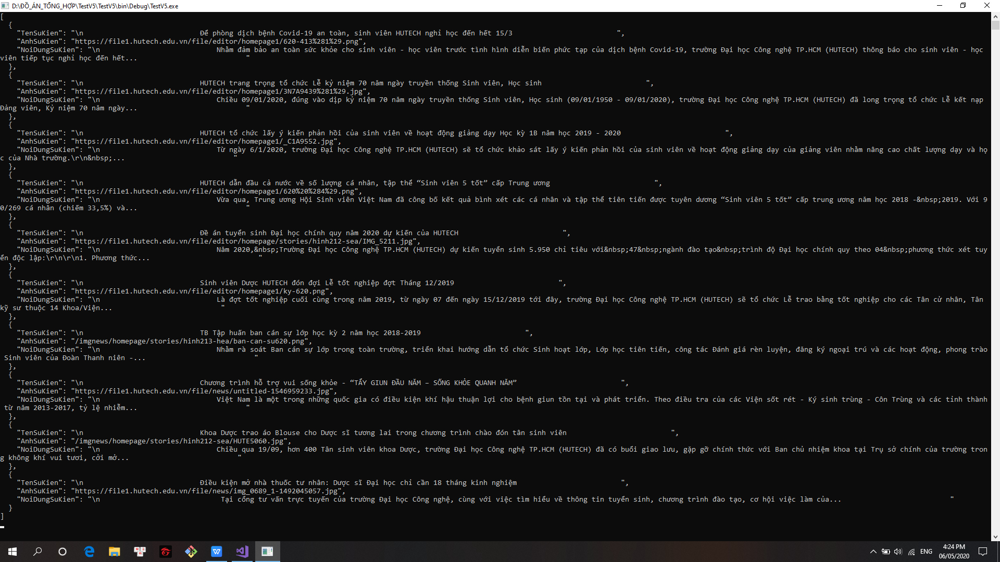 D:\ĐỒ_ÁN_TỔNG_HỢP\TestV5\TestV5\bin\Debug\TestV5.exe
[
{
"TenSuKien": "\n Để phòng dịch bệnh Covid-19 an toàn, sinh viên HUTECH nghỉ học đến hết 15/3 ",
"AnhSuKien": "https://file1.hutech.edu.vn/file/editor/homepage1/620-413%281%29.png",
"NoiDungSuKien": "\n Nhằm đảm bảo an toàn sức khỏe cho sinh viên - học viên trước tình hình diễn biến phức tạp của dịch bệnh Covid-19, trường Đại học Công nghệ TP.HCM (HUTECH) thông báo cho sinh viên - học
viên tiếp tục nghỉ học đến hết... "
},
{
"TenSuKien": "\n HUTECH trang trọng tổ chức Lễ kỷ niệm 70 năm ngày truyền thống Sinh viên, Học sinh ",
"AnhSuKien": "https://file1.hutech.edu.vn/file/editor/homepage1/3N7A9439%281%29.jpg",
"NoiDungSuKien": "\n Chiều 09/01/2020, đúng vào dịp kỷ niệm 70 năm ngày truyền thống Sinh viên, Học sinh (09/01/1950 - 09/01/2020), trường Đại học Công nghệ TP.HCM (HUTECH) đã long trọng tổ chức Lễ kết nạp
Đảng viên, Kỷ niệm 70 năm ngày... "
},
{
"TenSuKien": "\n HUTECH tổ chức lấy ý kiến phản hồi của sinh viên về hoạt động giảng dạy Học kỳ 1B năm học 2019 - 2020 ",
"AnhSuKien": "https://file1.hutech.edu.vn/file/editor/homepage1/_C1A9552.jpg",
"NoiDungSuKien": "\n Từ ngày 6/1/2020, trường Đại học Công nghệ TP.HCM (HUTECH) sẽ tổ chức khảo sát lấy ý kiến phản hồi của sinh viên về hoạt động giảng dạy của giảng viên nhằm nâng cao chất lượng dạy và họ
c của Nhà trường.\r\n&nbsp;... "
},
{
"TenSuKien": "\n HUTECH dẫn đầu cả nước về số lượng cá nhân, tập thể “Sinh viên 5 tốt” cấp Trung ương ",
"AnhSuKien": "https://file1.hutech.edu.vn/file/editor/homepage1/620%20%284%29.png",
"NoiDungSuKien": "\n Vừa qua, Trung ương Hội Sinh viên Việt Nam đã công bố kết quả bình xét các cá nhân và tập thể tiên tiến được tuyên dương “Sinh viên 5 tốt” cấp trung ương năm học 2018 -&nbsp;2019. Với 9
0/269 cá nhân (chiếm 33,5%) và... "
},
{
"TenSuKien": "\n Đề án tuyển sinh Đại học chính quy năm 2020 dự kiến của HUTECH ",
"AnhSuKien": "https://file1.hutech.edu.vn/file/editor/homepage/stories/hinh212-sea/IMG_5211.jpg",
"NoiDungSuKien": "\n Năm 2020,&nbsp;Trường Đại học Công nghệ TP.HCM (HUTECH) dự kiến tuyển sinh 5.950 chỉ tiêu với&nbsp;47&nbsp;ngành đào tạo&nbsp;trình độ Đại học chính quy theo 04&nbsp;phương thức xét tuy
ển độc lập:\r\n\r\n1. Phương thức... "
},
{
"TenSuKien": "\n Sinh viên Dược HUTECH đón đợi Lễ tốt nghiệp đợt Tháng 12/2019 ",
"AnhSuKien": "https://file1.hutech.edu.vn/file/editor/homepage1/ky-620.png",
"NoiDungSuKien": "\n Là đợt tốt nghiệp cuối cùng trong năm 2019, từ ngày 07 đến ngày 15/12/2019 tới đây, trường Đại học Công nghệ TP.HCM (HUTECH) sẽ tổ chức Lễ trao bằng tốt nghiệp cho các Tân cử nhân, Tân
kỹ sư thuộc 14 Khoa/Viện... "
},
{
"TenSuKien": "\n TB Tập huấn ban cán sự lớp học kỳ 2 năm học 2018-2019 ",
"AnhSuKien": "/imgnews/homepage/stories/hinh213-hea/ban-can-su620.png",
"NoiDungSuKien": "\n Nhằm rà soát Ban cán sự lớp trong toàn trường, triển khai hướng dẫn tổ chức Sinh hoạt lớp, Lớp học tiên tiến, công tác Đánh giá rèn luyện, đăng ký ngoại trú và các hoạt động, phong trào
Sinh viên của Đoàn Thanh niên -... "
},
{
"TenSuKien": "\n Chương trình hỗ trợ vui sống khỏe - “TẨY GIUN ĐẦU NĂM – SỐNG KHỎE QUANH NĂM” ",
"AnhSuKien": "https://file1.hutech.edu.vn/file/news/untitled-1546959233.jpg",
"NoiDungSuKien": "\n Việt Nam là một trong những quốc gia có điều kiện khí hậu thuận lợi cho bệnh giun tồn tại và phát triển. Theo điều tra của các Viện sốt rét - Ký sinh trùng - Côn Trùng và các tỉnh thành
từ năm 2013-2017, tỷ lệ nhiễm... "
},
{
"TenSuKien": "\n Khoa Dược trao áo Blouse cho Dược sĩ tương lai trong chương trình chào đón tân sinh viên ",
"AnhSuKien": "/imgnews/homepage/stories/hinh212-sea/HUTE5060.jpg",
"NoiDungSuKien": "\n Chiều qua 19/09, hơn 400 Tân sinh viên khoa Dược, trường Đại học Công nghệ TP.HCM (HUTECH) đã có buổi giao lưu, gặp gỡ chính thức với Ban chủ nhiệm khoa tại Trụ sở chính của trường tron
g không khí vui tươi, cởi mở... "
},
{
"TenSuKien": "\n Điều kiện mở nhà thuốc tư nhân: Dược sĩ Đại học chỉ cần 18 tháng kinh nghiệm ",
"AnhSuKien": "https://file1.hutech.edu.vn/file/news/img_0689_1-1492045057.jpg",
"NoiDungSuKien": "\n Tại cổng tư vấn trực tuyến của trường Đại học Công nghệ, cùng với việc tìm hiểu về thông tin tuyển sinh, chương trình đào tạo, cơ hội việc làm của... "
}
]
ENG
4:24 PM
06/05/2020